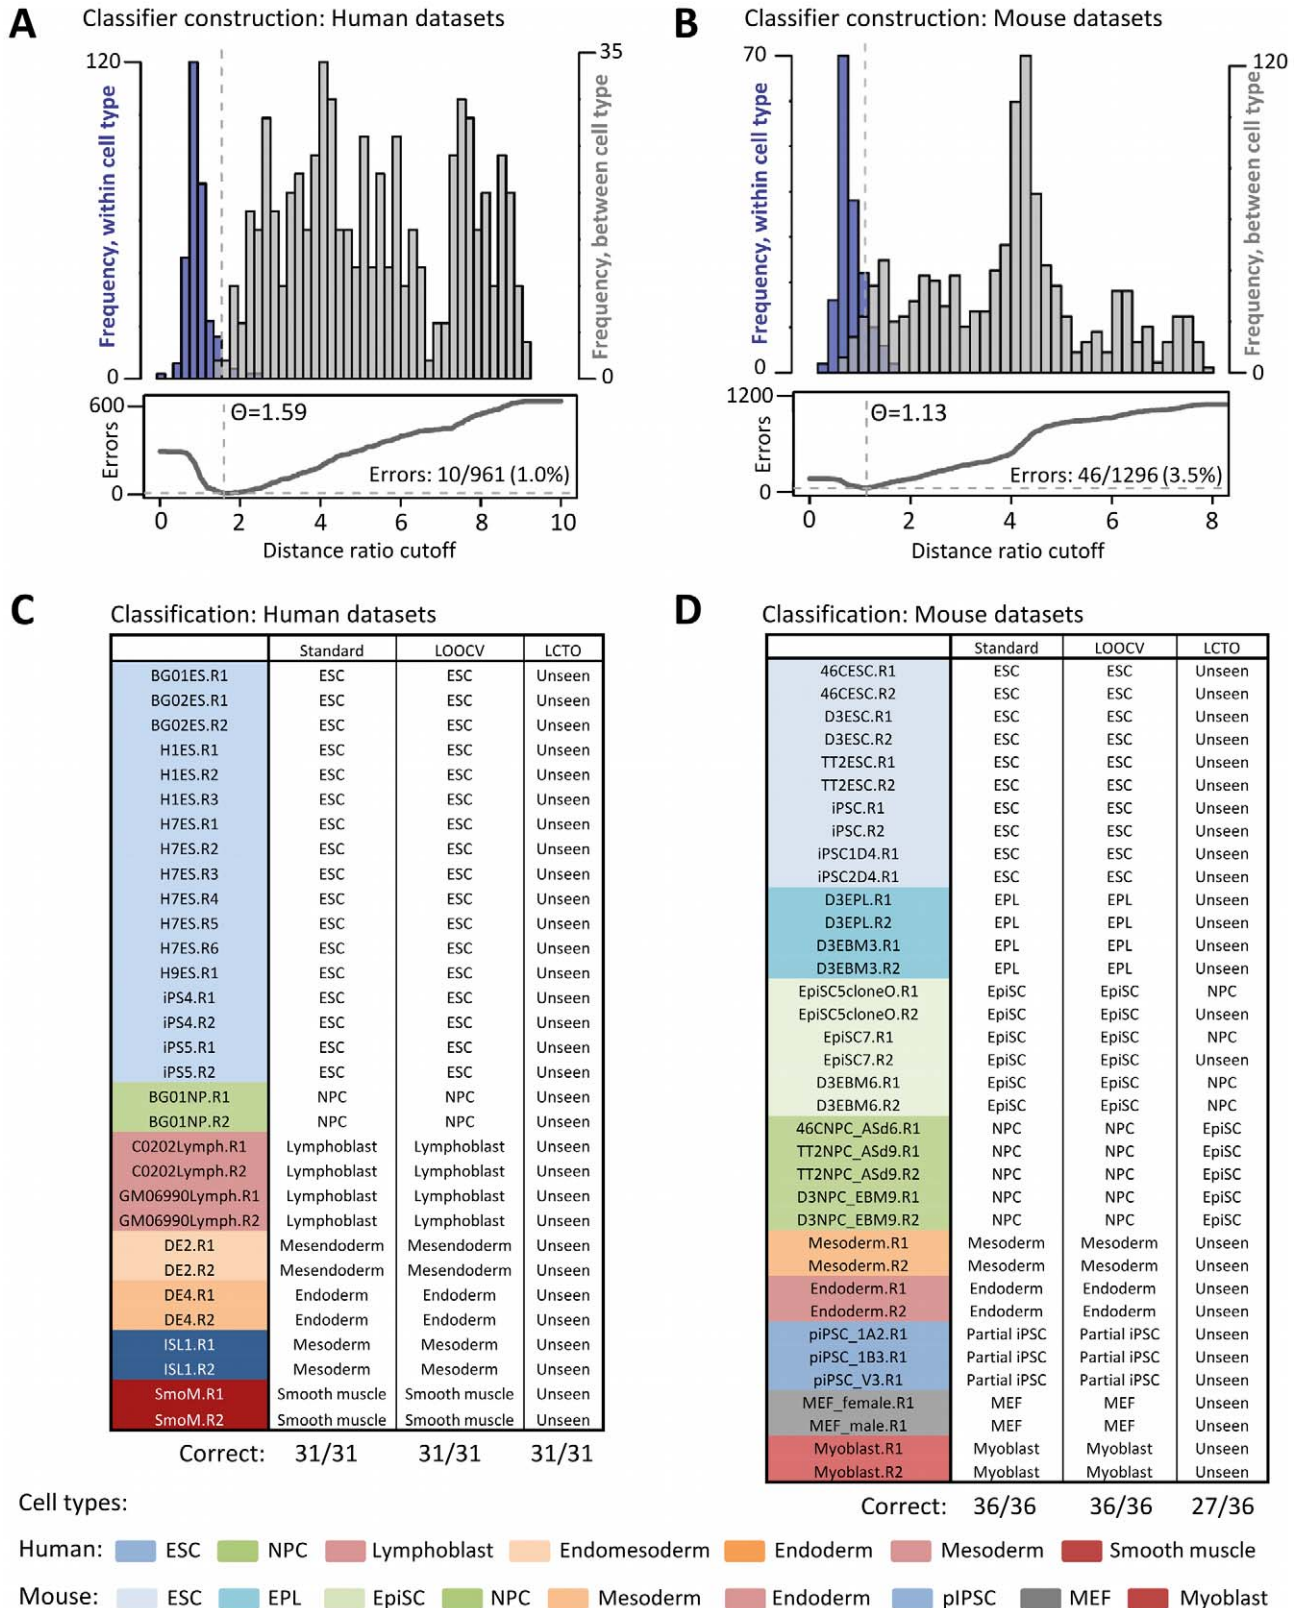 A
Classifier construction: Human datasets
120
0
Frequency, within cell type
35
0
Frequency, between cell type
600
0
Errors
Θ=1.59
Errors: 10/961 (1.0%)
0 2 4 6 8 10
Distance ratio cutoff
B
Classifier construction: Mouse datasets
70
0
Frequency, within cell type
120
0
Frequency, between cell type
1200
0
Errors
Θ=1.13
Errors: 46/1296 (3.5%)
0 2 4 6 8
Distance ratio cutoff
C
Classification: Human datasets
Standard LOOCV LCTO
BG01ES.R1 ESC ESC Unseen
BG02ES.R1 ESC ESC Unseen
BG02ES.R2 ESC ESC Unseen
H1ES.R1 ESC ESC Unseen
H1ES.R2 ESC ESC Unseen
H1ES.R3 ESC ESC Unseen
H7ES.R1 ESC ESC Unseen
H7ES.R2 ESC ESC Unseen
H7ES.R3 ESC ESC Unseen
H7ES.R4 ESC ESC Unseen
H7ES.R5 ESC ESC Unseen
H7ES.R6 ESC ESC Unseen
H9ES.R1 ESC ESC Unseen
iPS4.R1 ESC ESC Unseen
iPS4.R2 ESC ESC Unseen
iPS5.R1 ESC ESC Unseen
iPS5.R2 ESC ESC Unseen
BG01NP.R1 NPC NPC Unseen
BG01NP.R2 NPC NPC Unseen
C0202Lymph.R1 Lymphoblast Lymphoblast Unseen
C0202Lymph.R2 Lymphoblast Lymphoblast Unseen
GM06990Lymph.R1 Lymphoblast Lymphoblast Unseen
GM06990Lymph.R2 Lymphoblast Lymphoblast Unseen
DE2.R1 Mesendoderm Mesendoderm Unseen
DE2.R2 Mesendoderm Mesendoderm Unseen
DE4.R1 Endoderm Endoderm Unseen
DE4.R2 Endoderm Endoderm Unseen
ISL1.R1 Mesoderm Mesoderm Unseen
ISL1.R2 Mesoderm Mesoderm Unseen
SmoM.R1 Smooth muscle Smooth muscle Unseen
SmoM.R2 Smooth muscle Smooth muscle Unseen
Correct: 31/31 31/31 31/31
D
Classification: Mouse datasets
Standard LOOCV LCTO
46CESC.R1 ESC ESC Unseen
46CESC.R2 ESC ESC Unseen
D3ESC.R1 ESC ESC Unseen
D3ESC.R2 ESC ESC Unseen
TT2ESC.R1 ESC ESC Unseen
TT2ESC.R2 ESC ESC Unseen
iPSC.R1 ESC ESC Unseen
iPSC.R2 ESC ESC Unseen
iPSC1D4.R1 ESC ESC Unseen
iPSC2D4.R1 ESC ESC Unseen
D3EPL.R1 EPL EPL Unseen
D3EPL.R2 EPL EPL Unseen
D3EBM3.R1 EPL EPL Unseen
D3EBM3.R2 EPL EPL Unseen
EpiSC5cloneO.R1 EpiSC EpiSC NPC
EpiSC5cloneO.R2 EpiSC EpiSC Unseen
EpiSC7.R1 EpiSC EpiSC NPC
EpiSC7.R2 EpiSC EpiSC Unseen
D3EBM6.R1 EpiSC EpiSC NPC
D3EBM6.R2 EpiSC EpiSC NPC
46CNPC_ASd6.R1 NPC NPC EpiSC
TT2NPC_ASd9.R1 NPC NPC EpiSC
TT2NPC_ASd9.R2 NPC NPC EpiSC
D3NPC_EBM9.R1 NPC NPC EpiSC
D3NPC_EBM9.R2 NPC NPC EpiSC
Mesoderm.R1 Mesoderm Mesoderm Unseen
Mesoderm.R2 Mesoderm Mesoderm Unseen
Endoderm.R1 Endoderm Endoderm Unseen
Endoderm.R2 Endoderm Endoderm Unseen
piPSC_1A2.R1 Partial iPSC Partial iPSC Unseen
piPSC_1B3.R1 Partial iPSC Partial iPSC Unseen
piPSC_V3.R1 Partial iPSC Partial iPSC Unseen
MEF_female.R1 MEF MEF Unseen
MEF_male.R1 MEF MEF Unseen
Myoblast.R1 Myoblast Myoblast Unseen
Myoblast.R2 Myoblast Myoblast Unseen
Correct: 36/36 36/36 27/36
Cell types:
Human: ESC NPC Lymphoblast Endomesoderm Endoderm Mesoderm Smooth muscle
Mouse: ESC EPL EpiSC NPC Mesoderm Endoderm pIPSC MEF Myoblast